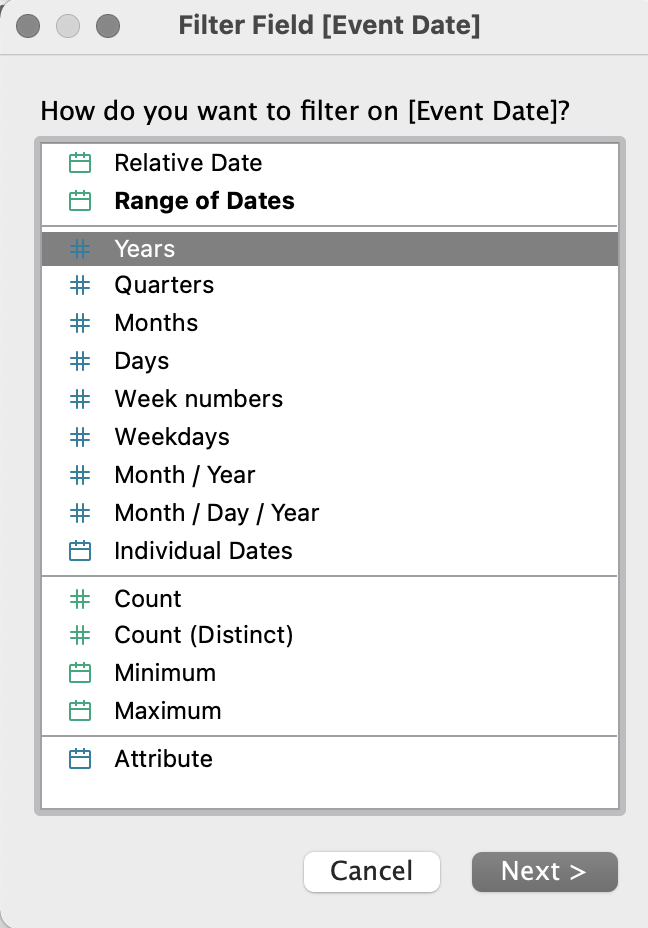 Filter Field [Event Date]
How do you want to filter on [Event Date]?
Relative Date
Range of Dates
Years
Quarters
Months
Days
Week numbers
Weekdays
Month / Year
Month / Day / Year
Individual Dates
Count
Count (Distinct)
Minimum
Maximum
Attribute
Cancel
Next >